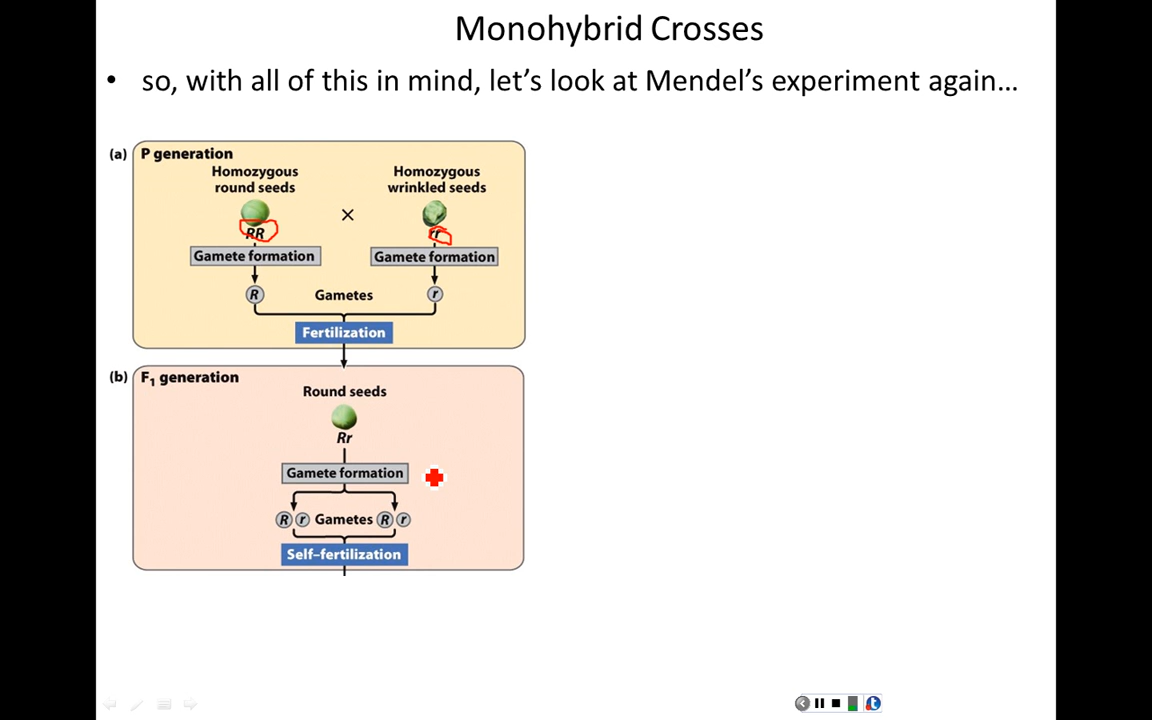 Monohybrid Crosses
• so, with all of this in mind, let’s look at Mendel’s experiment again…
(a) P generation
Homozygous round seeds
Homozygous wrinkled seeds
×
RR
rr
Gamete formation
Gamete formation
R Gametes r
Fertilization
(b) F1 generation
Round seeds
Rr
Gamete formation
R r Gametes R r
Self–fertilization